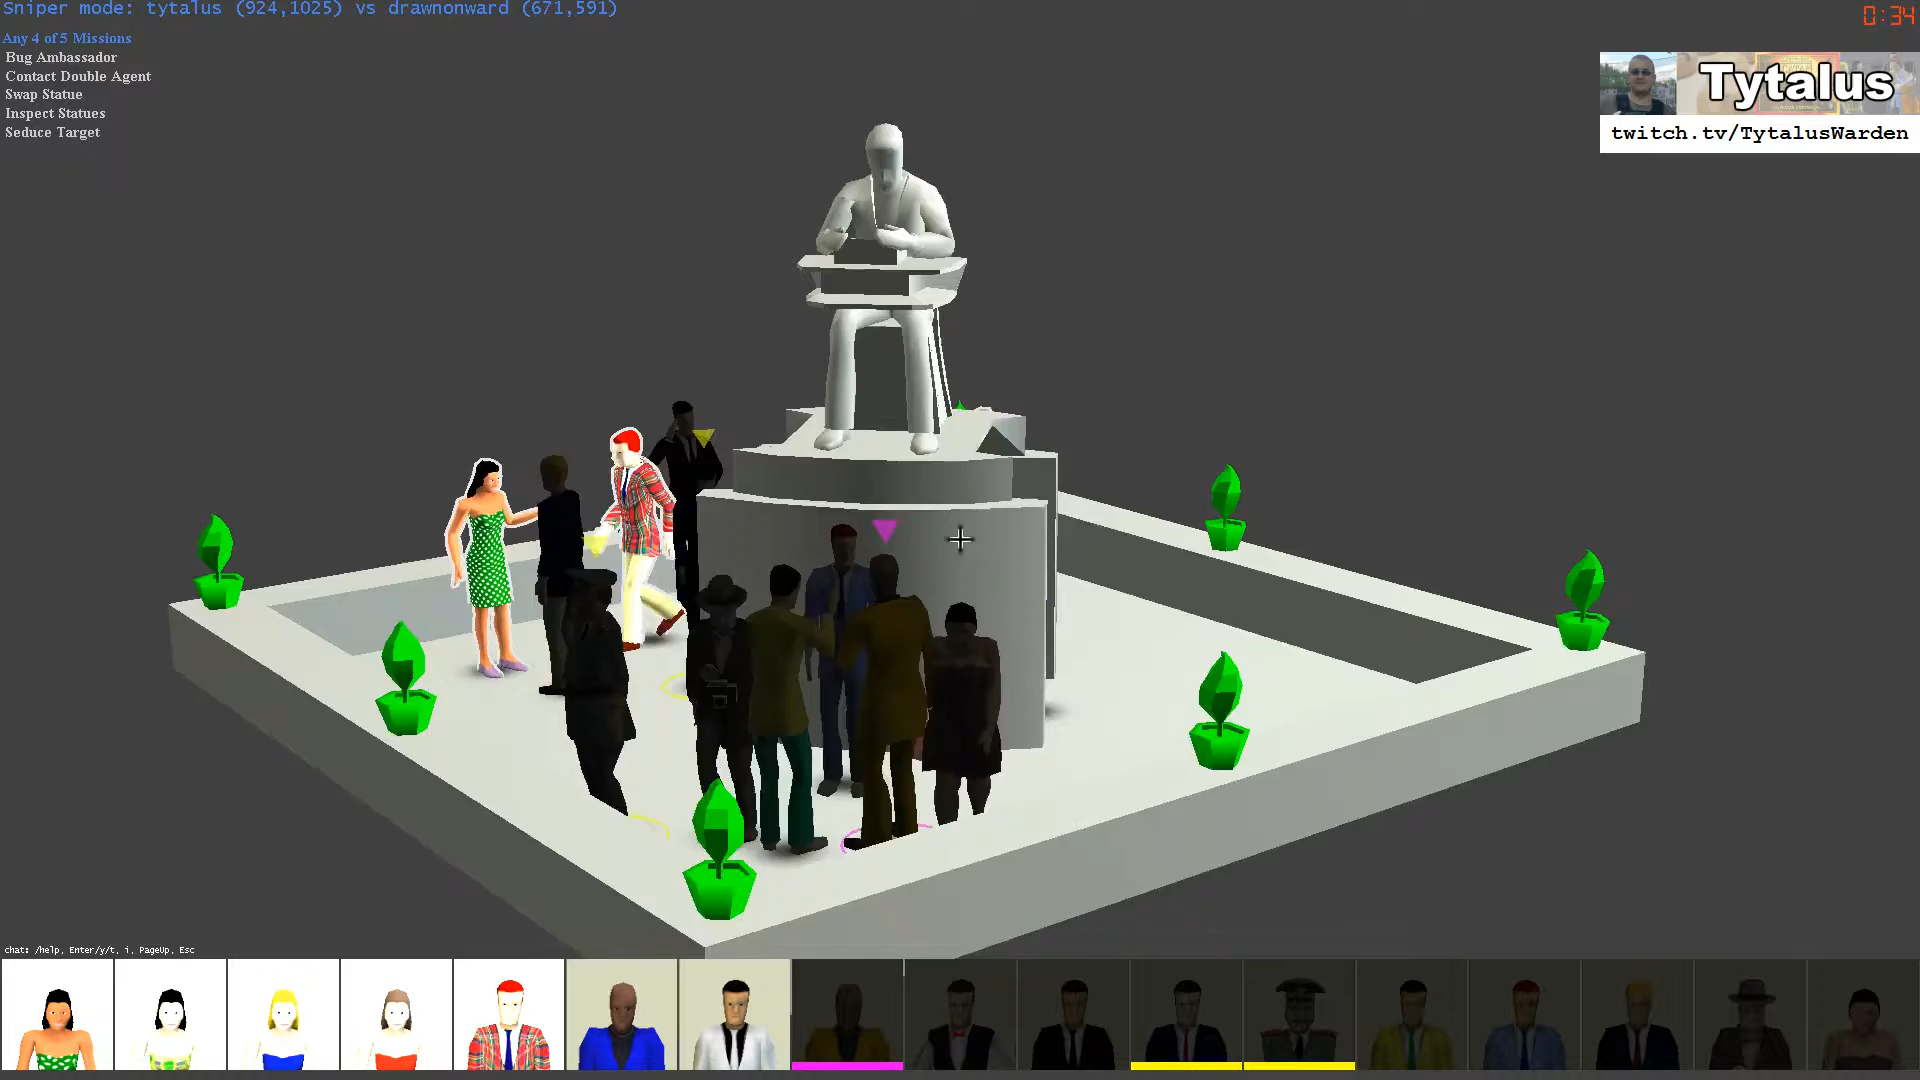 Sniper mode: tytalus (924,1025) vs drawnonward (671,591)
0:34
Any 4 of 5 Missions
Bug Ambassador
Contact Double Agent
Swap Statue
Inspect Statues
Seduce Target
Tytalus
twitch.tv/TytalusWarden
chat: /help, Enter/y/t, i, PageUp, Esc